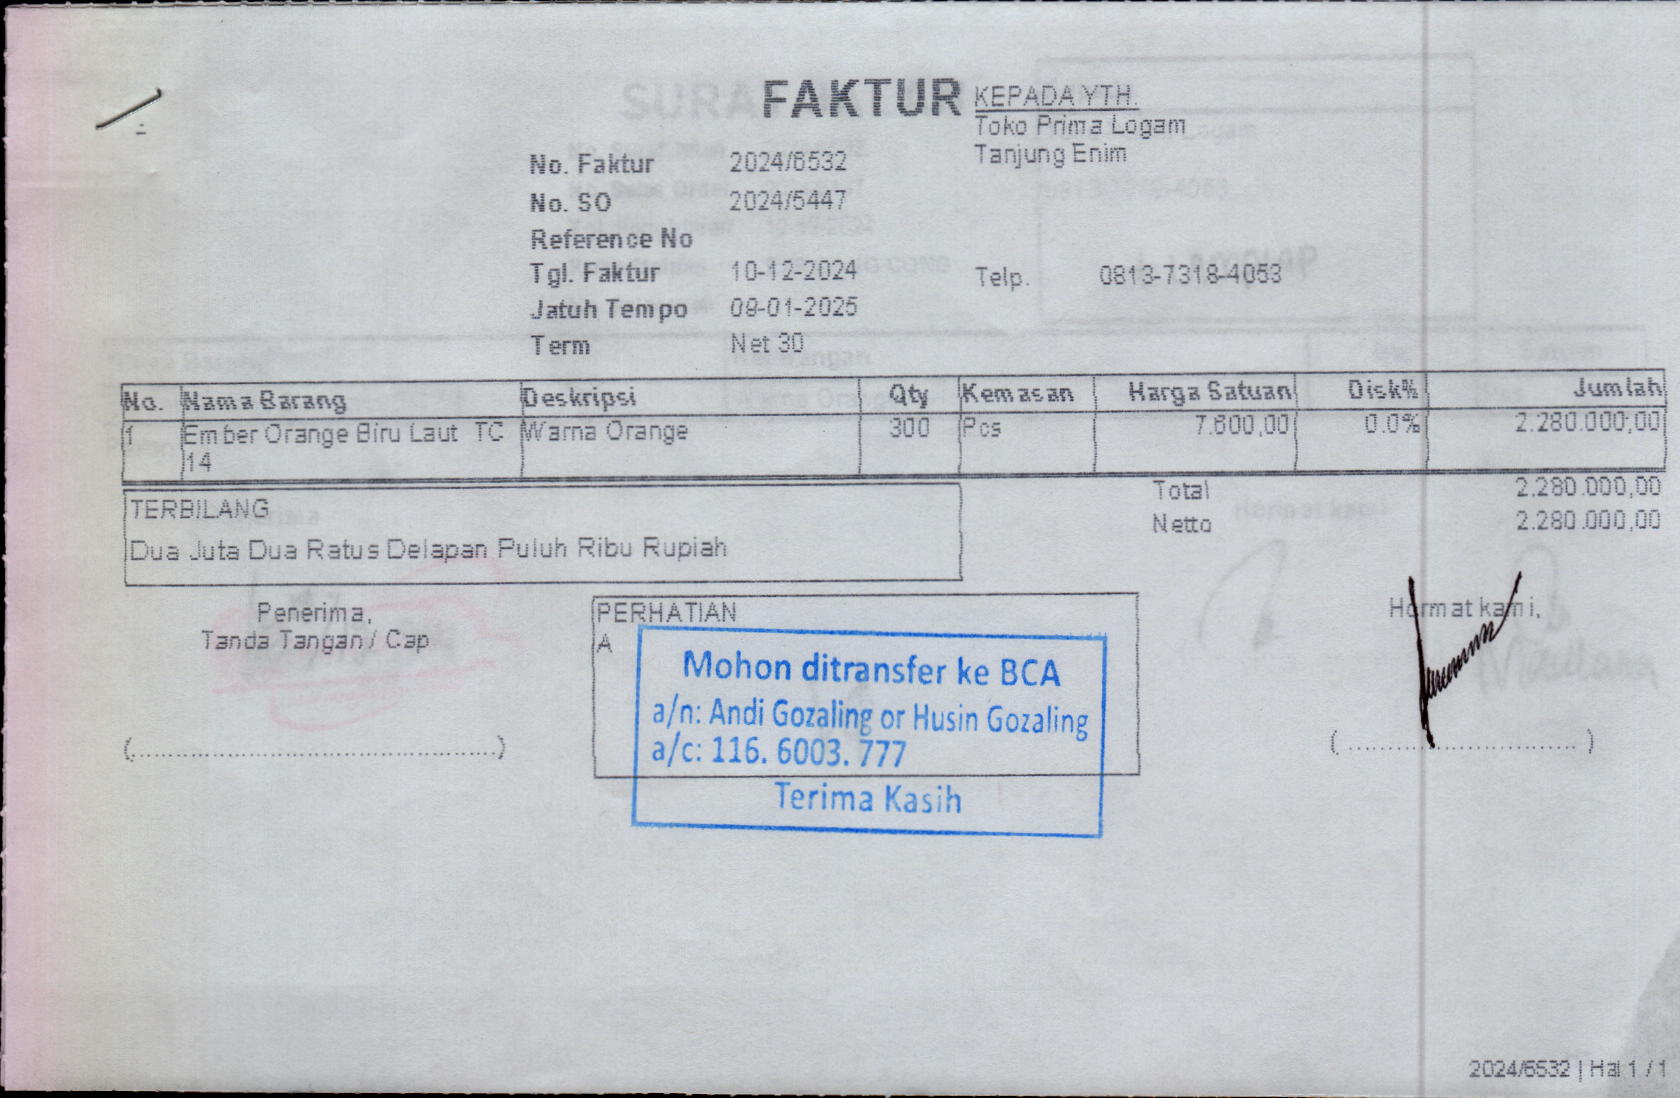 FAKTUR
KEPADA YTH.
Toko Prima Logam
Tanjung Enim
No. Faktur 2024/6532
No. SO 2024/5447
Reference No
Tgl. Faktur 10-12-2024
Telp. 0813-7318-4053
Jatuh Tempo 09-01-2025
Term Net 30
No. Nama Barang Deskripsi Qty Kemasan Harga Satuan Disk% Jumlah
1 Ember Orange Biru Laut TC Warna Orange 300 Pcs 7.600,00 0.0% 2.280.000,00
14
Total 2.280.000,00
Netto 2.280.000,00
TERBILANG
Dua Juta Dua Ratus Delapan Puluh Ribu Rupiah
Penerima,
Tanda Tangan / Cap
PERHATIAN
A
Mohon ditransfer ke BCA
a/n: Andi Gozaling or Husin Gozaling
a/c: 116. 6003. 777
Terima Kasih
Hormat kami,
(....................................................)
(.................................)
2024/6532 | Hal 1 / 1